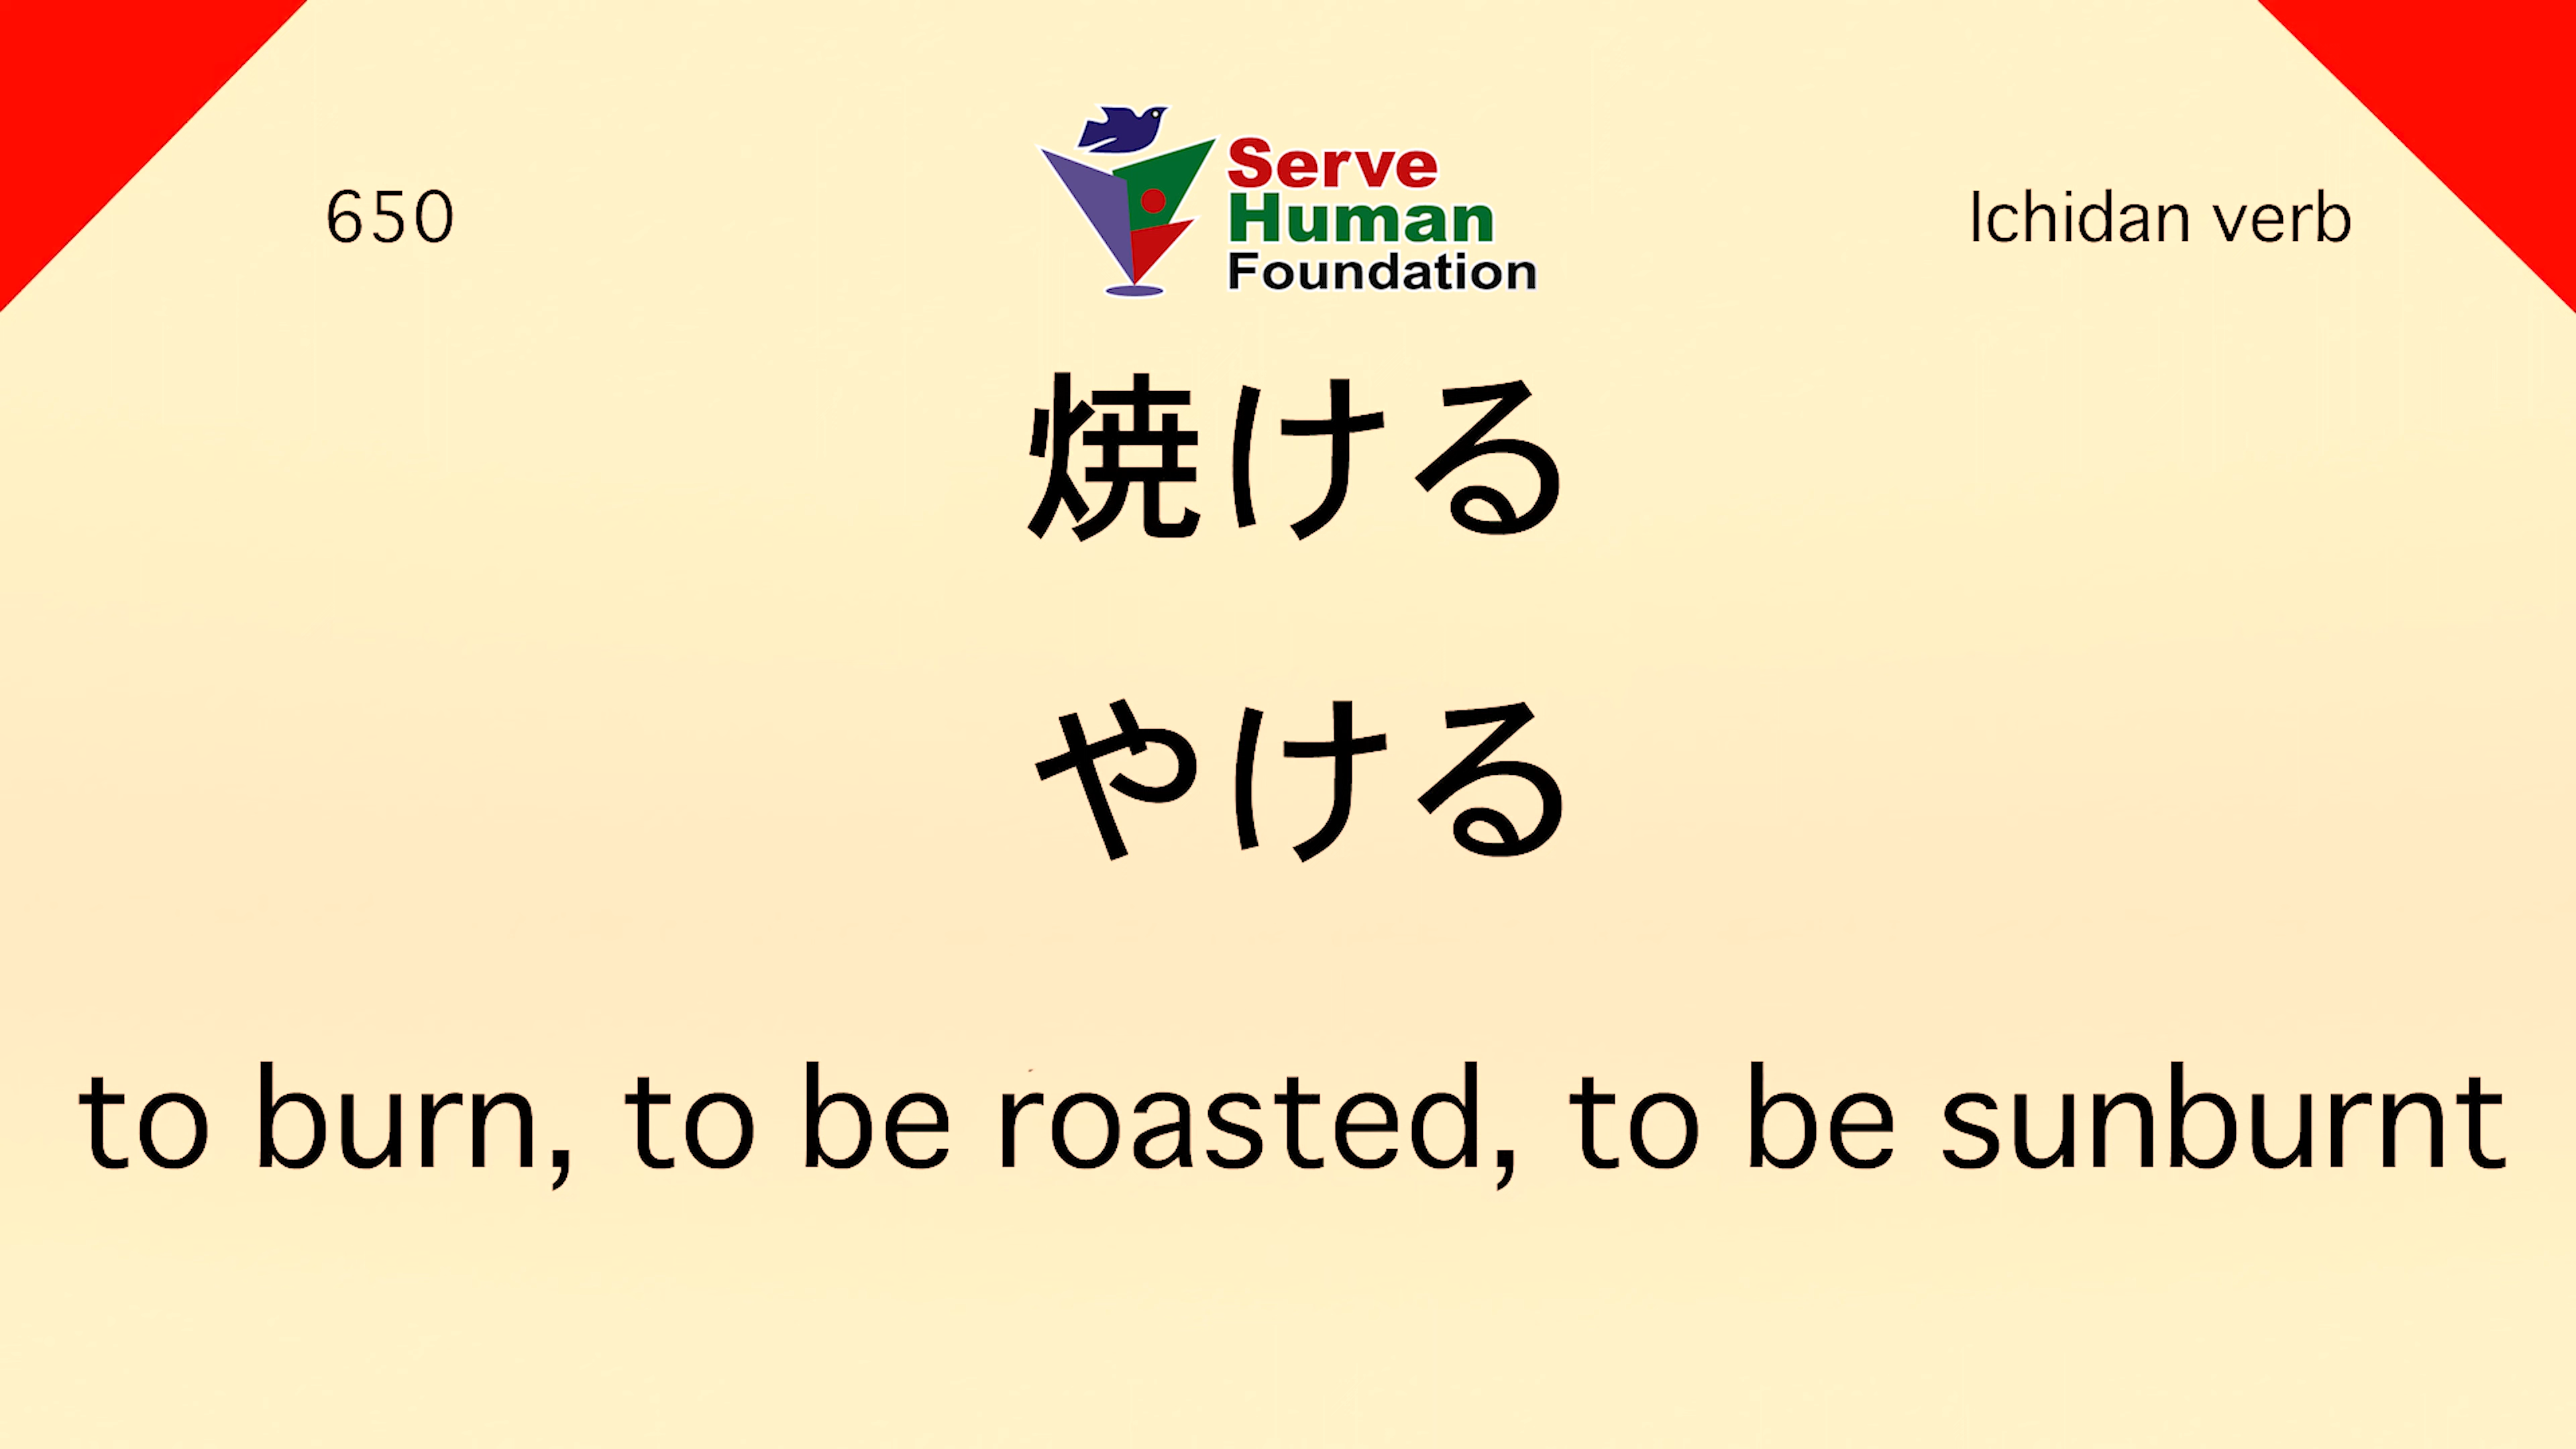 650
Serve
Human
Foundation
Ichidan verb
焼ける
やける
to burn, to be roasted, to be sunburnt